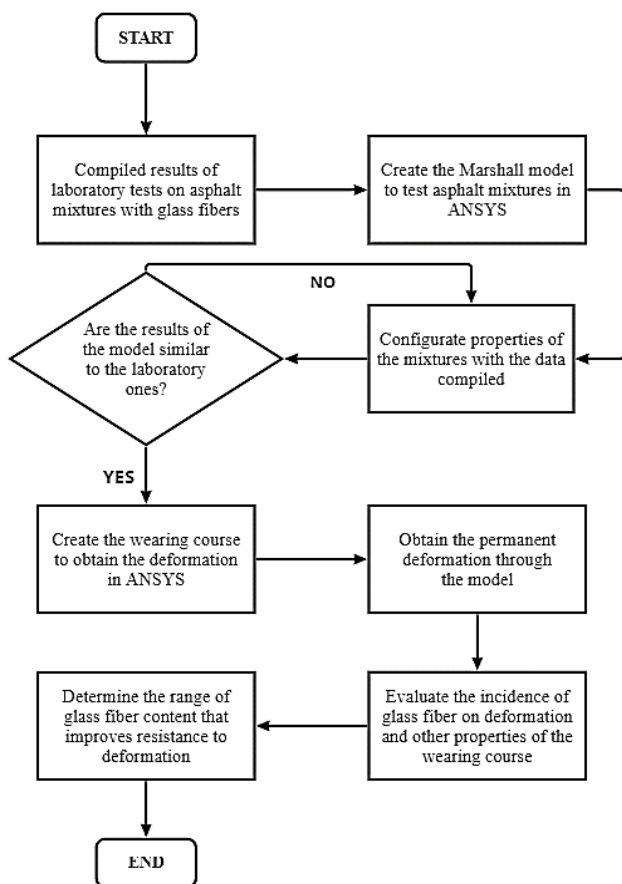 START
Compiled results of
laboratory tests on asphalt
mixtures with glass fibers
Create the Marshall model
to test asphalt mixtures in
ANSYS
NO
Are the results of
the model similar
to the laboratory
ones?
Configurate properties of
the mixtures with the data
compiled
YES
Create the wearing course
to obtain the deformation
in ANSYS
Obtain the permanent
deformation through
the model
Determine the range of
glass fiber content that
improves resistance to
deformation
Evaluate the incidence of
glass fiber on deformation
and other properties of the
wearing course
END